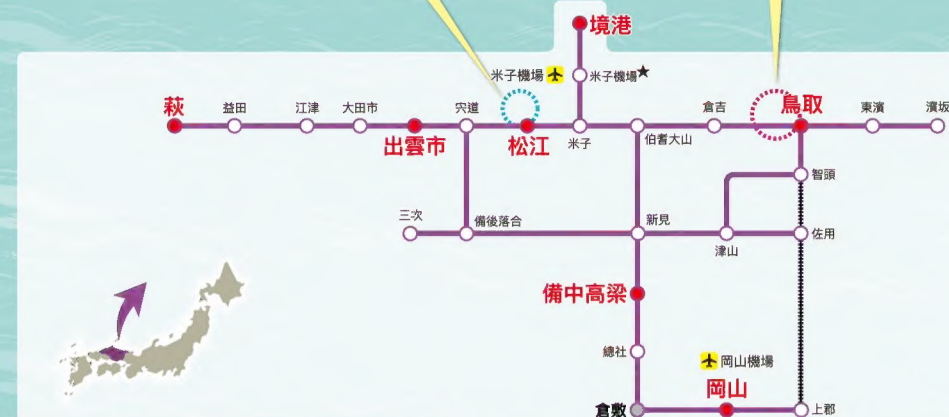 境港
米子機場
米子機場★
萩
益田
江津
大田市
出雲市
宍道
松江
米子
伯耆大山
倉吉
鳥取
東濱
濱坂
智頭
三次
備後落合
新見
津山
佐用
備中高梁
總社
岡山機場
岡山
倉敷
上郡